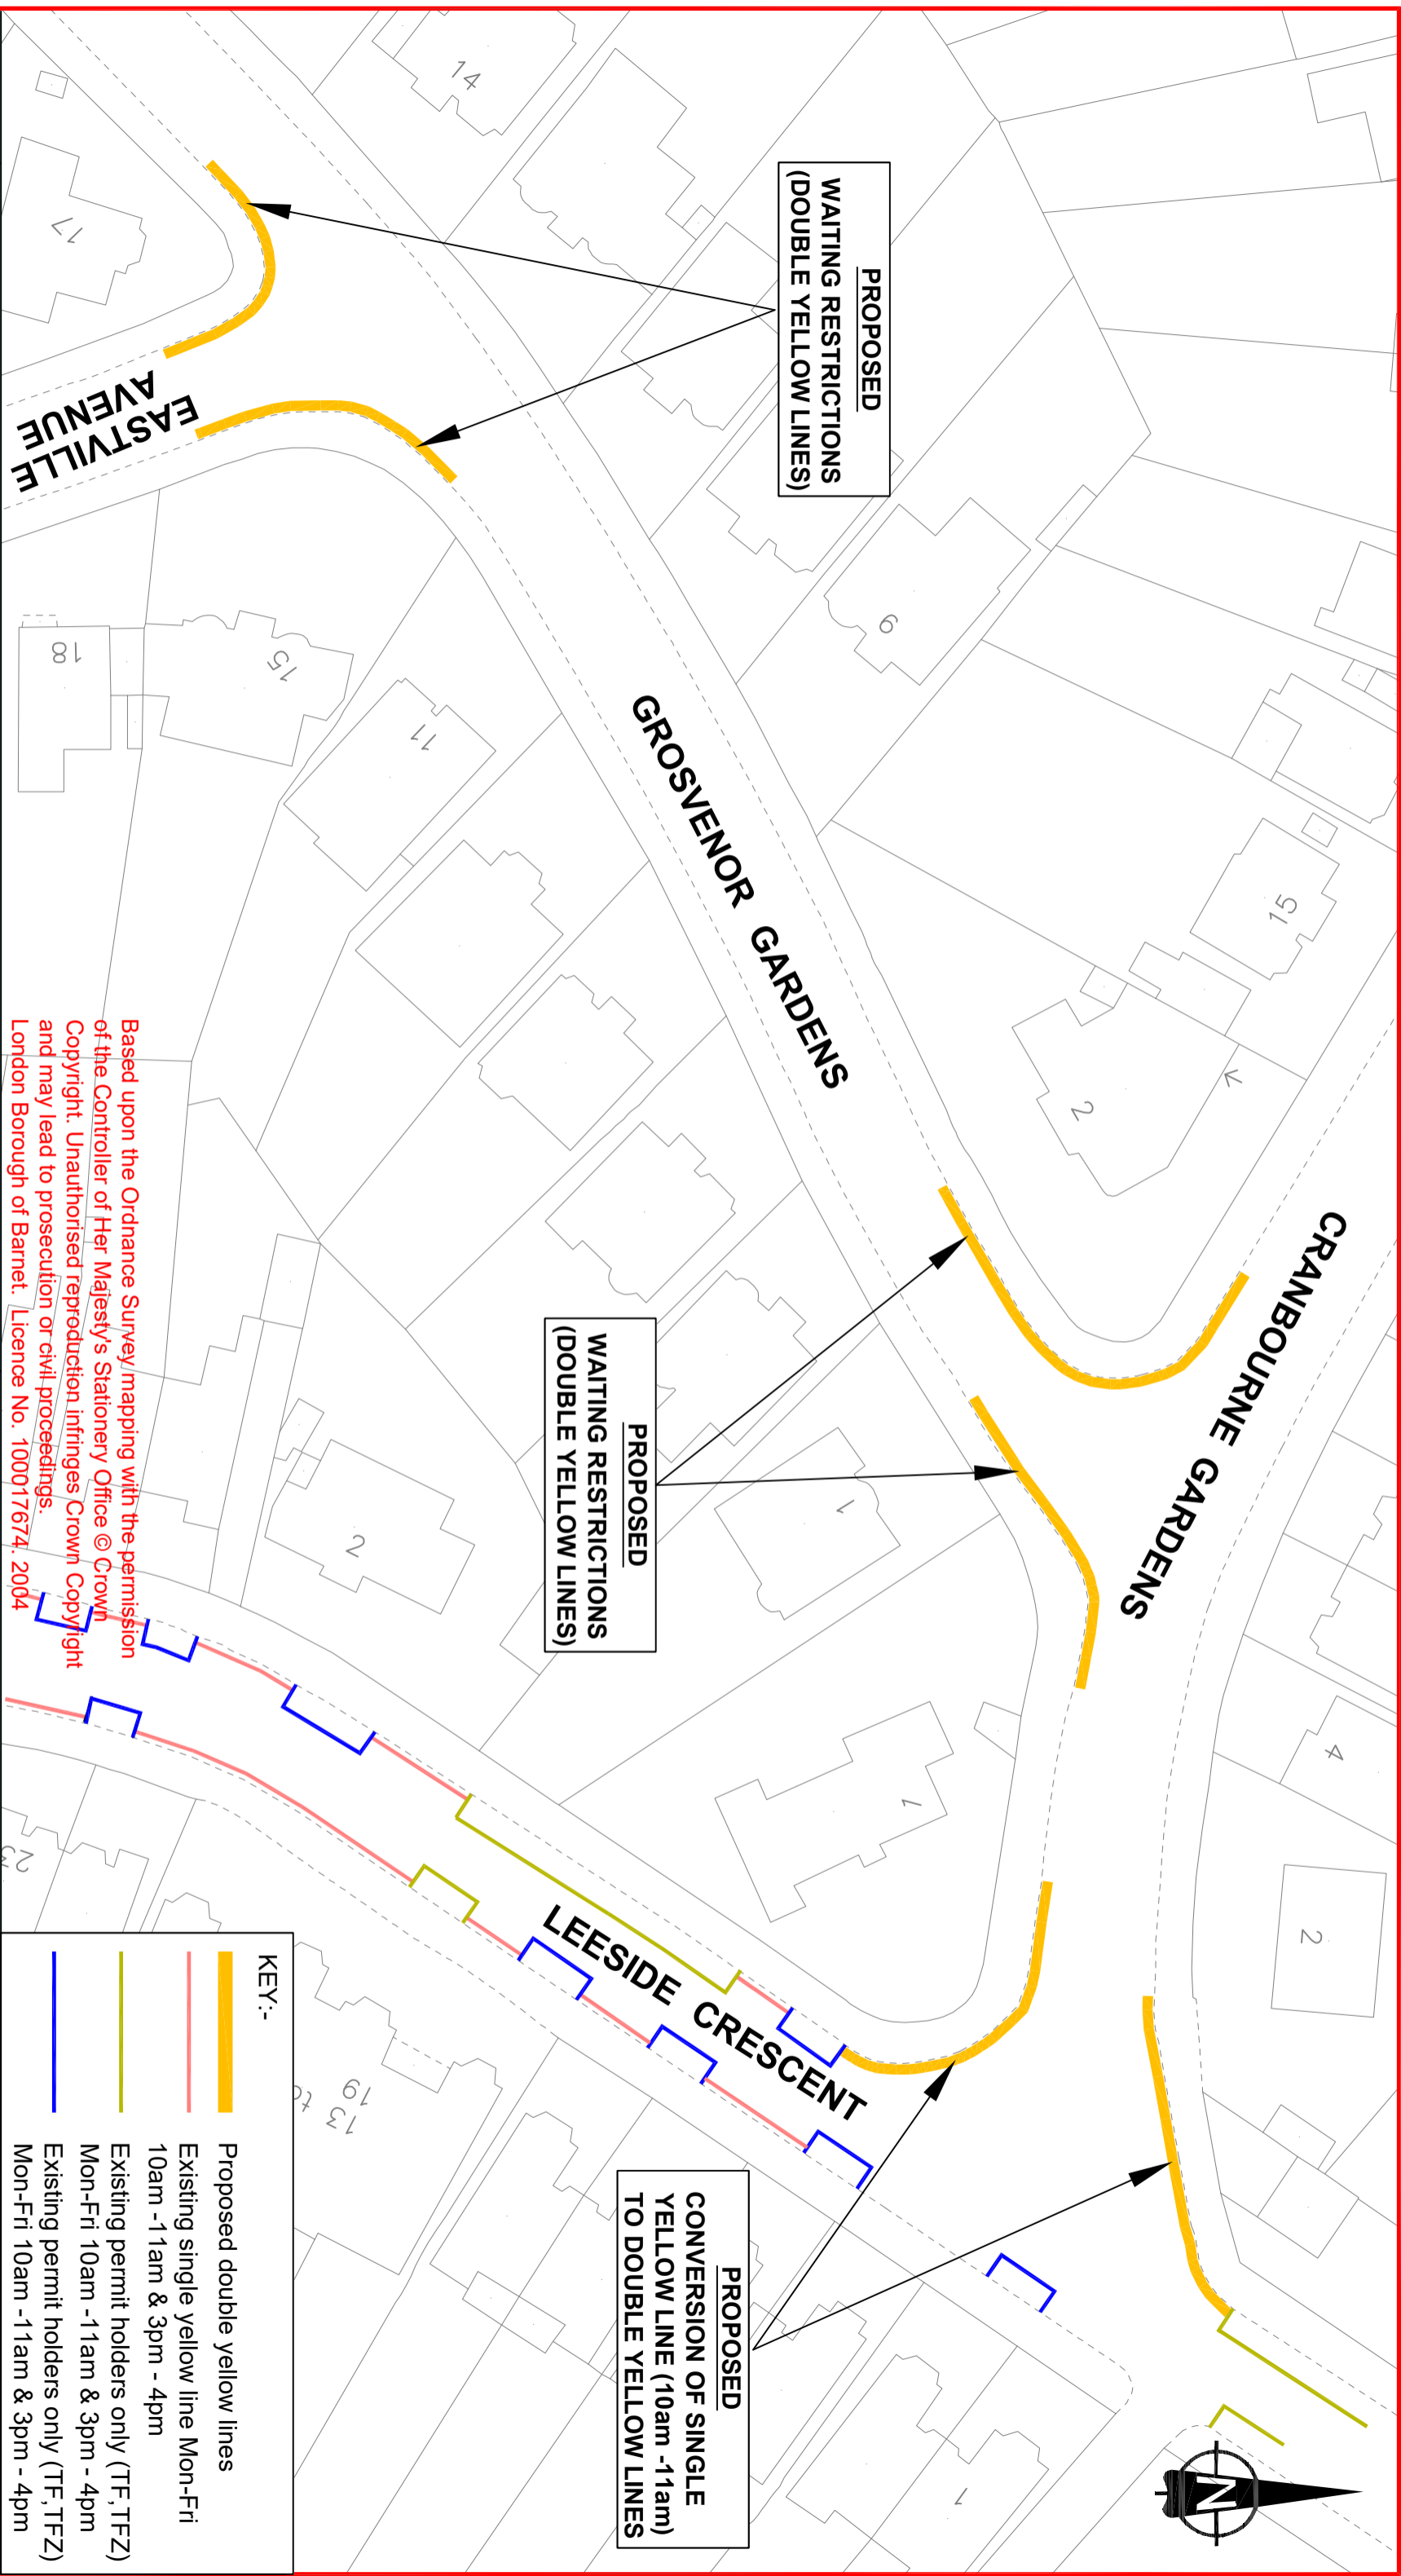 PROPOSED
WAITING RESTRICTIONS
(DOUBLE YELLOW LINES)
14
17
EASTVILLE
AVENUE
9
18
15
11
GROSVENOR GARDENS
15
2
CRANBOURNE GARDENS
PROPOSED
WAITING RESTRICTIONS
(DOUBLE YELLOW LINES)
1
2
4
7
2
23
LEESIDE CRESCENT
13 to
19
1
PROPOSED
CONVERSION OF SINGLE
YELLOW LINE (10am -11am)
TO DOUBLE YELLOW LINES
N
Based upon the Ordnance Survey mapping with the permission
of the Controller of Her Majesty's Stationery Office © Crown
Copyright. Unauthorised reproduction infringes Crown Copyright
and may lead to prosecution or civil proceedings.
London Borough of Barnet. Licence No. 100017674. 2004
KEY:-
Proposed double yellow lines
Existing single yellow line Mon-Fri
10am -11am & 3pm - 4pm
Existing permit holders only (TF,TFZ)
Mon-Fri 10am -11am & 3pm - 4pm
Existing permit holders only (TF,TFZ)
Mon-Fri 10am -11am & 3pm - 4pm